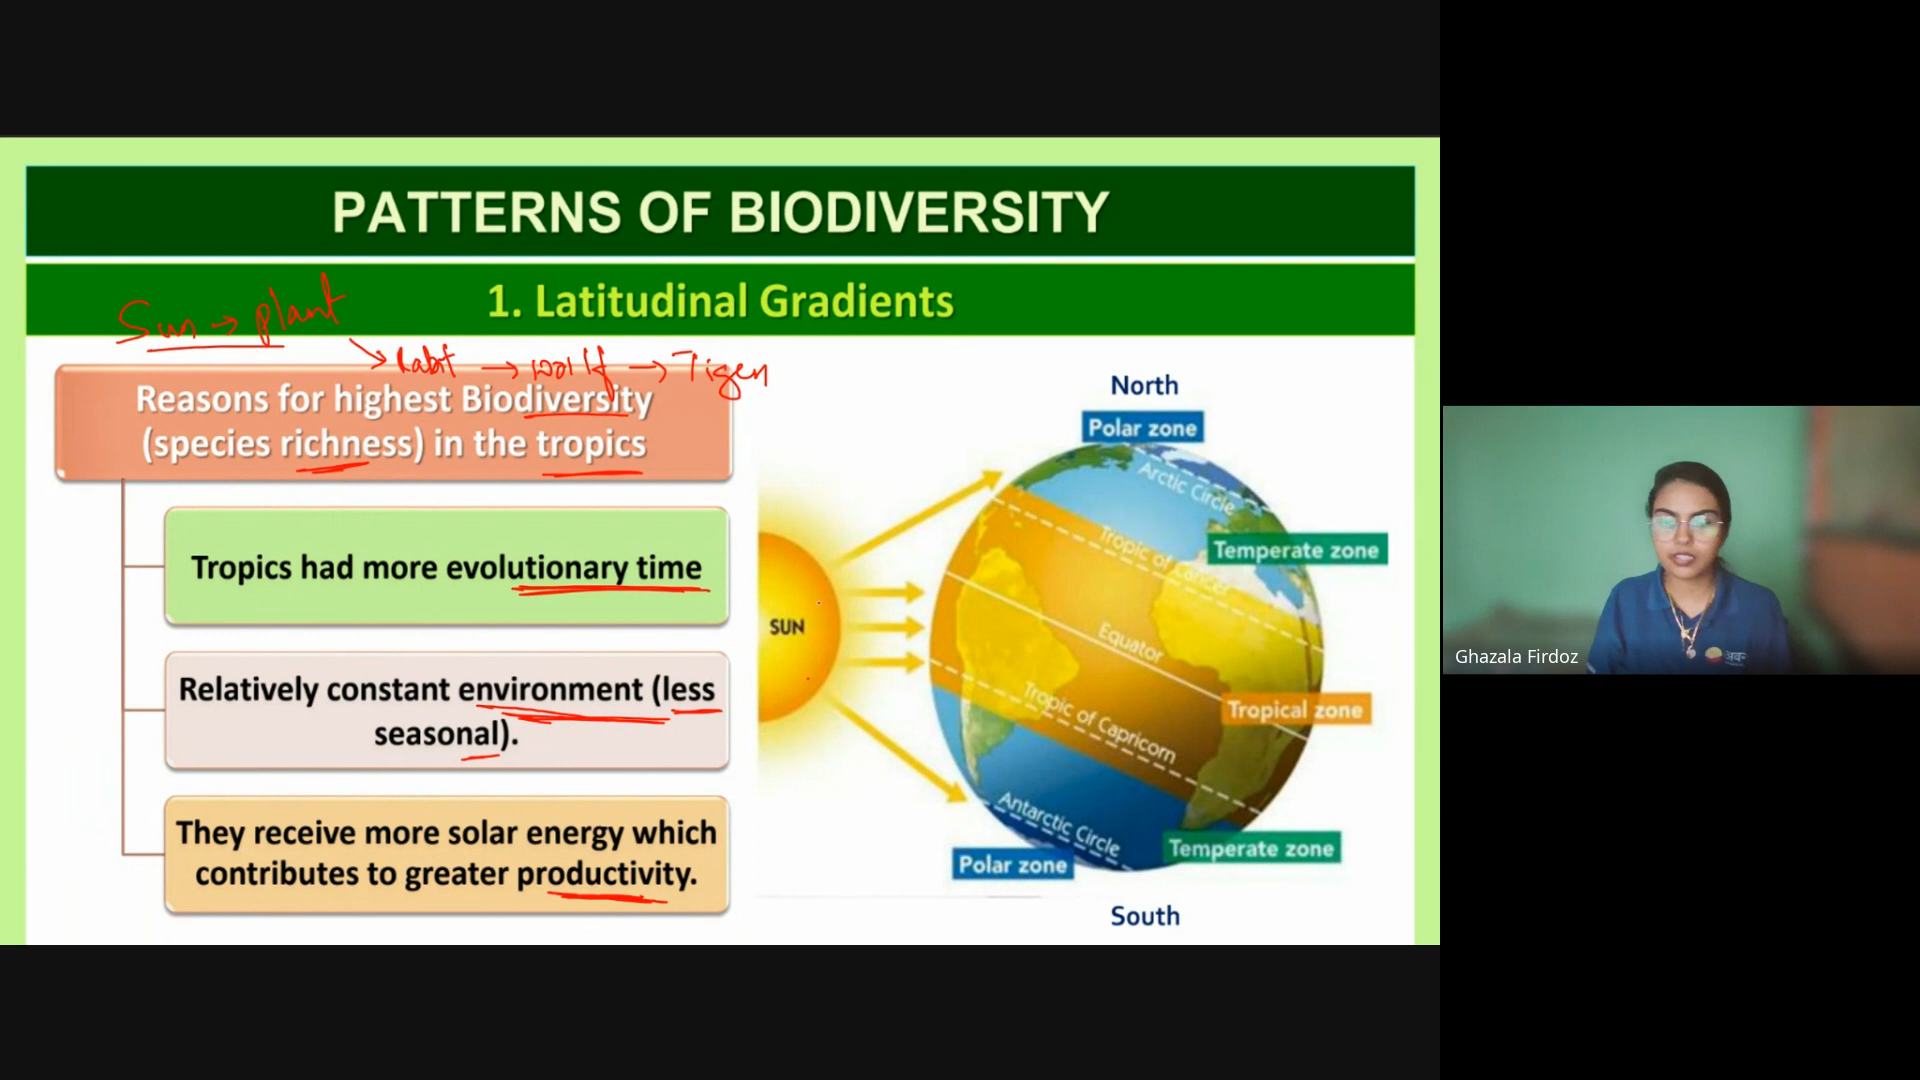 PATTERNS OF BIODIVERSITY
1. Latitudinal Gradients
Sun → plant
→ Rabt → wolf → Tiger
Reasons for highest Biodiversity
(species richness) in the tropics
Tropics had more evolutionary time
Relatively constant environment (less
seasonal).
They receive more solar energy which
contributes to greater productivity.
North
Polar zone
Arctic Circle
Tropic of Cancer
Temperate zone
SUN
Equator
Tropic of Capricorn
Tropical zone
Antarctic Circle
Temperate zone
Polar zone
South
Ghazala Firdoz